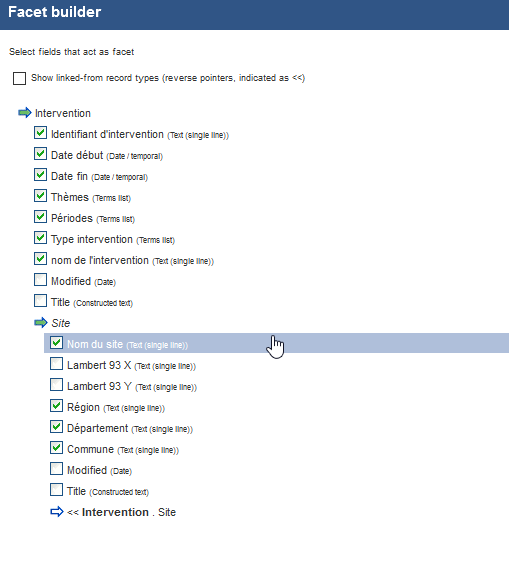 Facet builder
Select fields that act as facet
Show linked-from record types (reverse pointers, indicated as <<)
Intervention
Identifiant d'intervention (Text (single line))
Date début (Date / temporal)
Date fin (Date / temporal)
Thèmes (Terms list)
Périodes (Terms list)
Type intervention (Terms list)
nom de l'intervention (Text (single line))
Modified (Date)
Title (Constructed text)
Site
Nom du site (Text (single line))
Lambert 93 X (Text (single line))
Lambert 93 Y (Text (single line))
Région (Text (single line))
Département (Text (single line))
Commune (Text (single line))
Modified (Date)
Title (Constructed text)
<< Intervention . Site